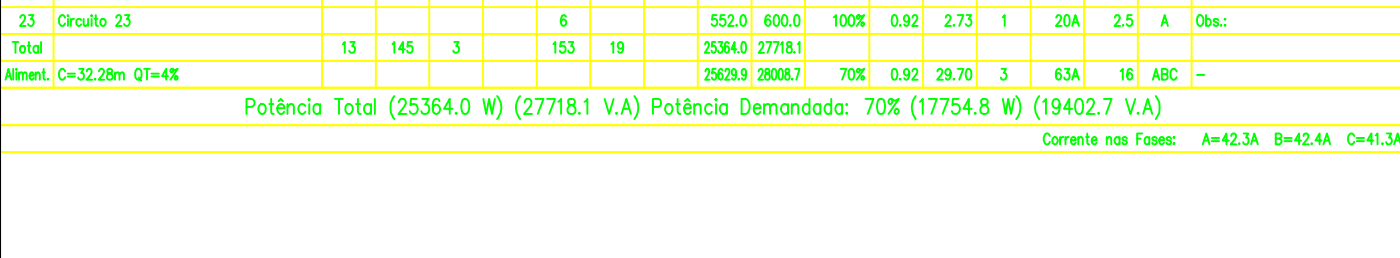 23 Circuito 23 6 552.0 600.0 100% 0.92 2.73 1 20A 2.5 A Obs.:
Total 13 145 3 153 19 25364.0 27718.1
Aliment. C=32.28m QT=4% 25629.9 28008.7 70% 0.92 29.70 3 63A 16 ABC -
Potência Total (25364.0 W) (27718.1 V.A) Potência Demandada: 70% (17754.8 W) (19402.7 V.A)
Corrente nas Fases: A=42.3A B=42.4A C=41.3A